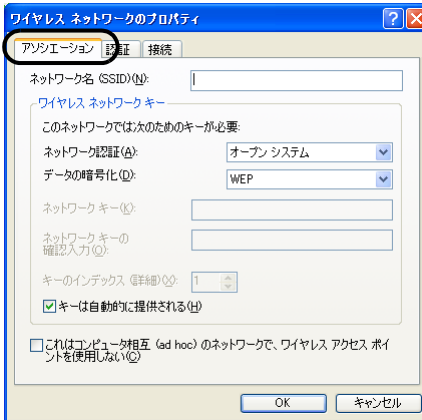 ワイヤレス ネットワークのプロパティ
アソシエーション 認証 接続
ネットワーク名 (SSID)(N):
ワイヤレス ネットワーク キー
このネットワークでは次のためのキーが必要:
ネットワーク認証(A): オープン システム
データの暗号化(D): WEP
ネットワーク キー(K):
ネットワーク キーの
確認入力(O):
キーのインデックス (詳細)(X): 1
キーは自動的に提供される(H)
これはコンピュータ相互 (ad hoc) のネットワークで、ワイヤレス アクセス ポイ
ントを使用しない(C)
OK キャンセル